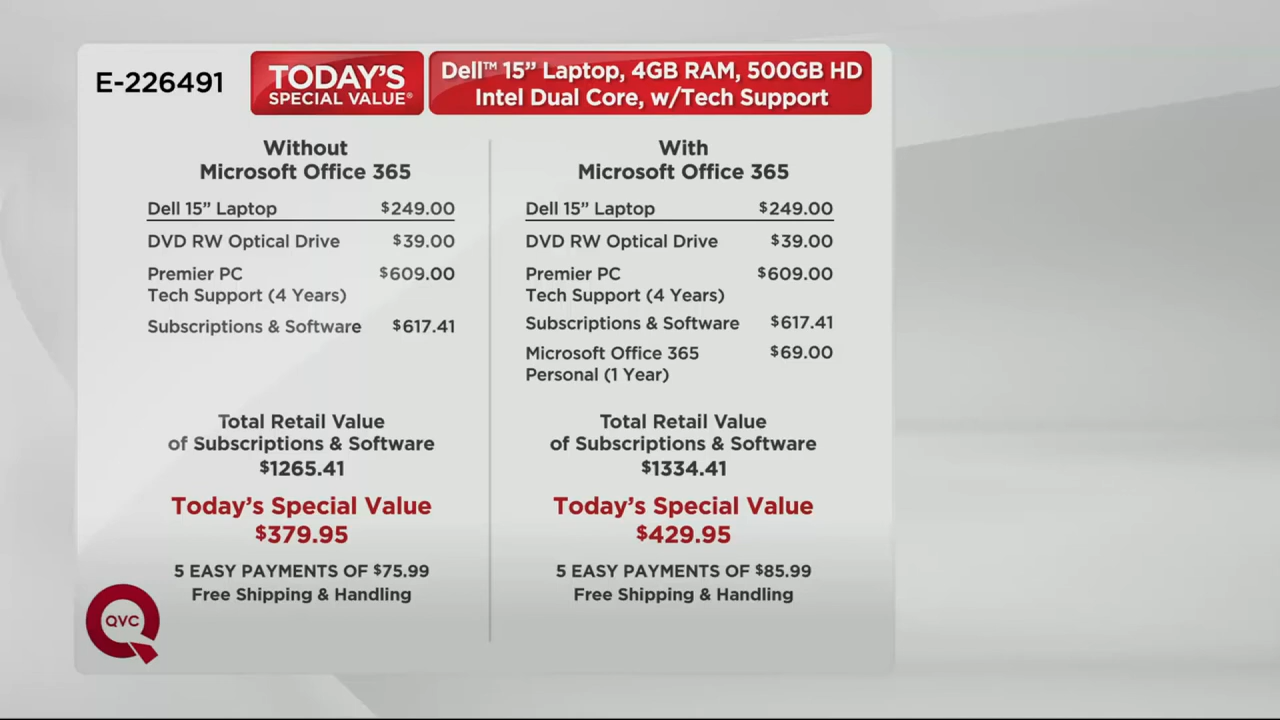 E-226491
TODAY'S
SPECIAL VALUE®
Dell™ 15” Laptop, 4GB RAM, 500GB HD
Intel Dual Core, w/Tech Support
Without
Microsoft Office 365
Dell 15” Laptop $249.00
DVD RW Optical Drive $39.00
Premier PC $609.00
Tech Support (4 Years)
Subscriptions & Software $617.41
Total Retail Value
of Subscriptions & Software
$1265.41
Today’s Special Value
$379.95
5 EASY PAYMENTS OF $75.99
Free Shipping & Handling
With
Microsoft Office 365
Dell 15” Laptop $249.00
DVD RW Optical Drive $39.00
Premier PC $609.00
Tech Support (4 Years)
Subscriptions & Software $617.41
Microsoft Office 365 $69.00
Personal (1 Year)
Total Retail Value
of Subscriptions & Software
$1334.41
Today’s Special Value
$429.95
5 EASY PAYMENTS OF $85.99
Free Shipping & Handling
QVC